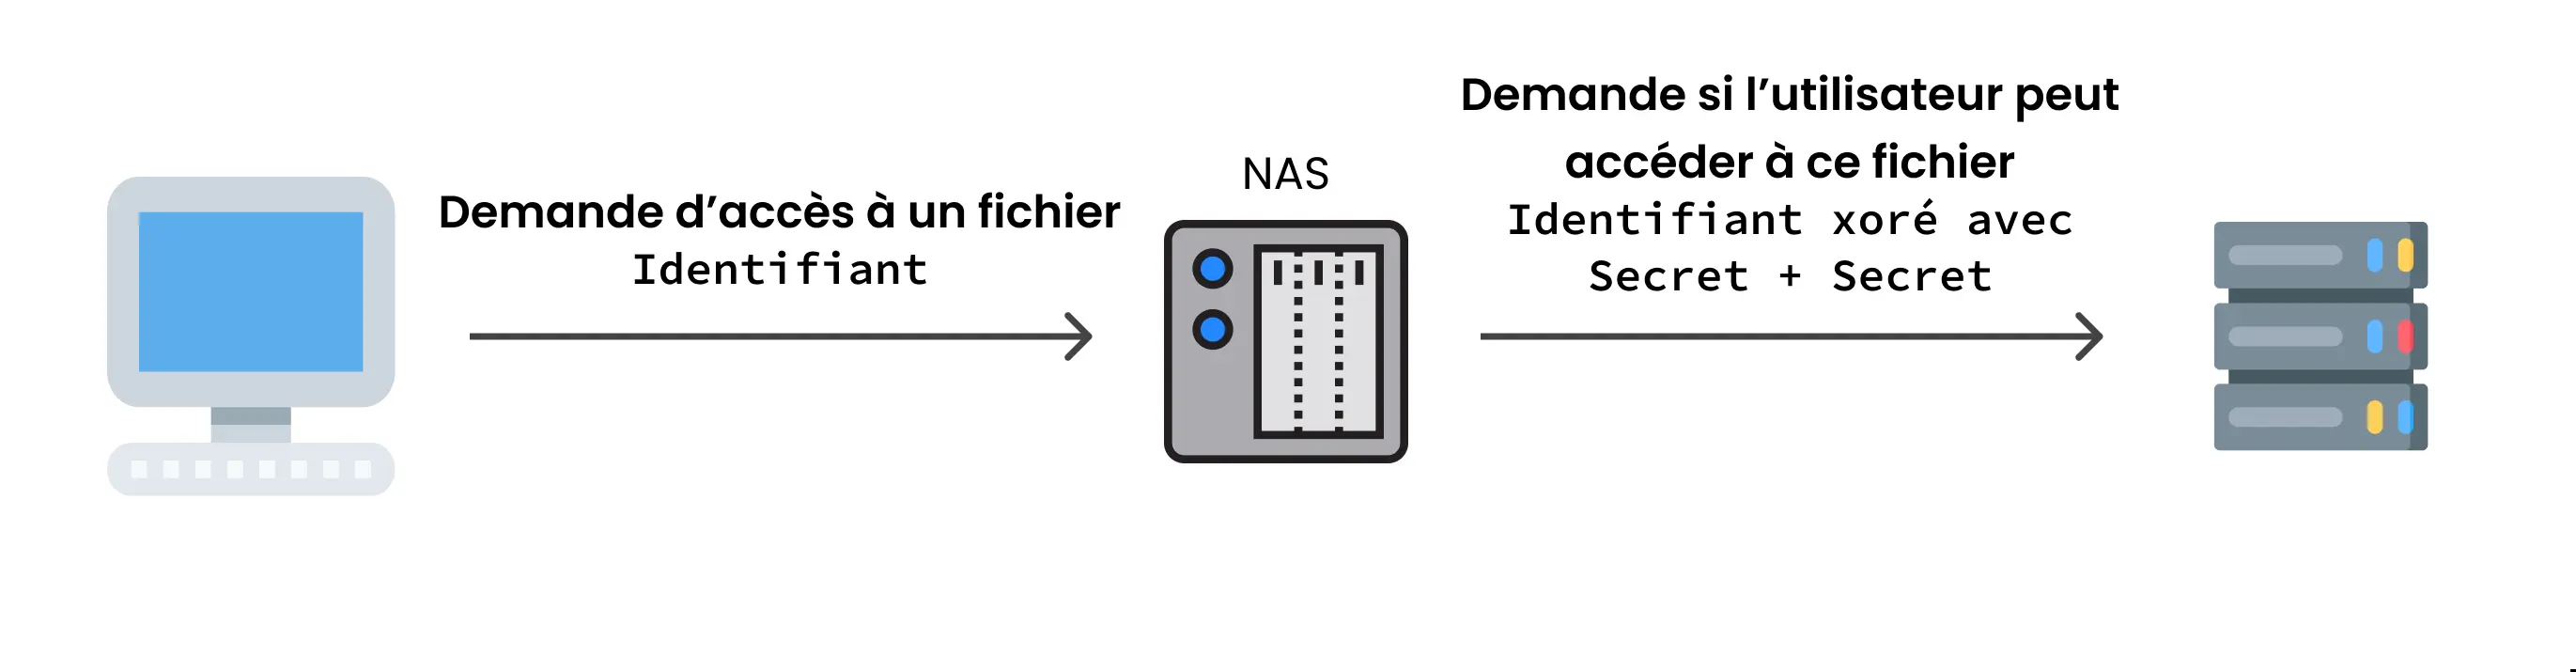 Demande d’accès à un fichier
Identifiant
NAS
Demande si l’utilisateur peut
accéder à ce fichier
Identifiant xoré avec
Secret + Secret